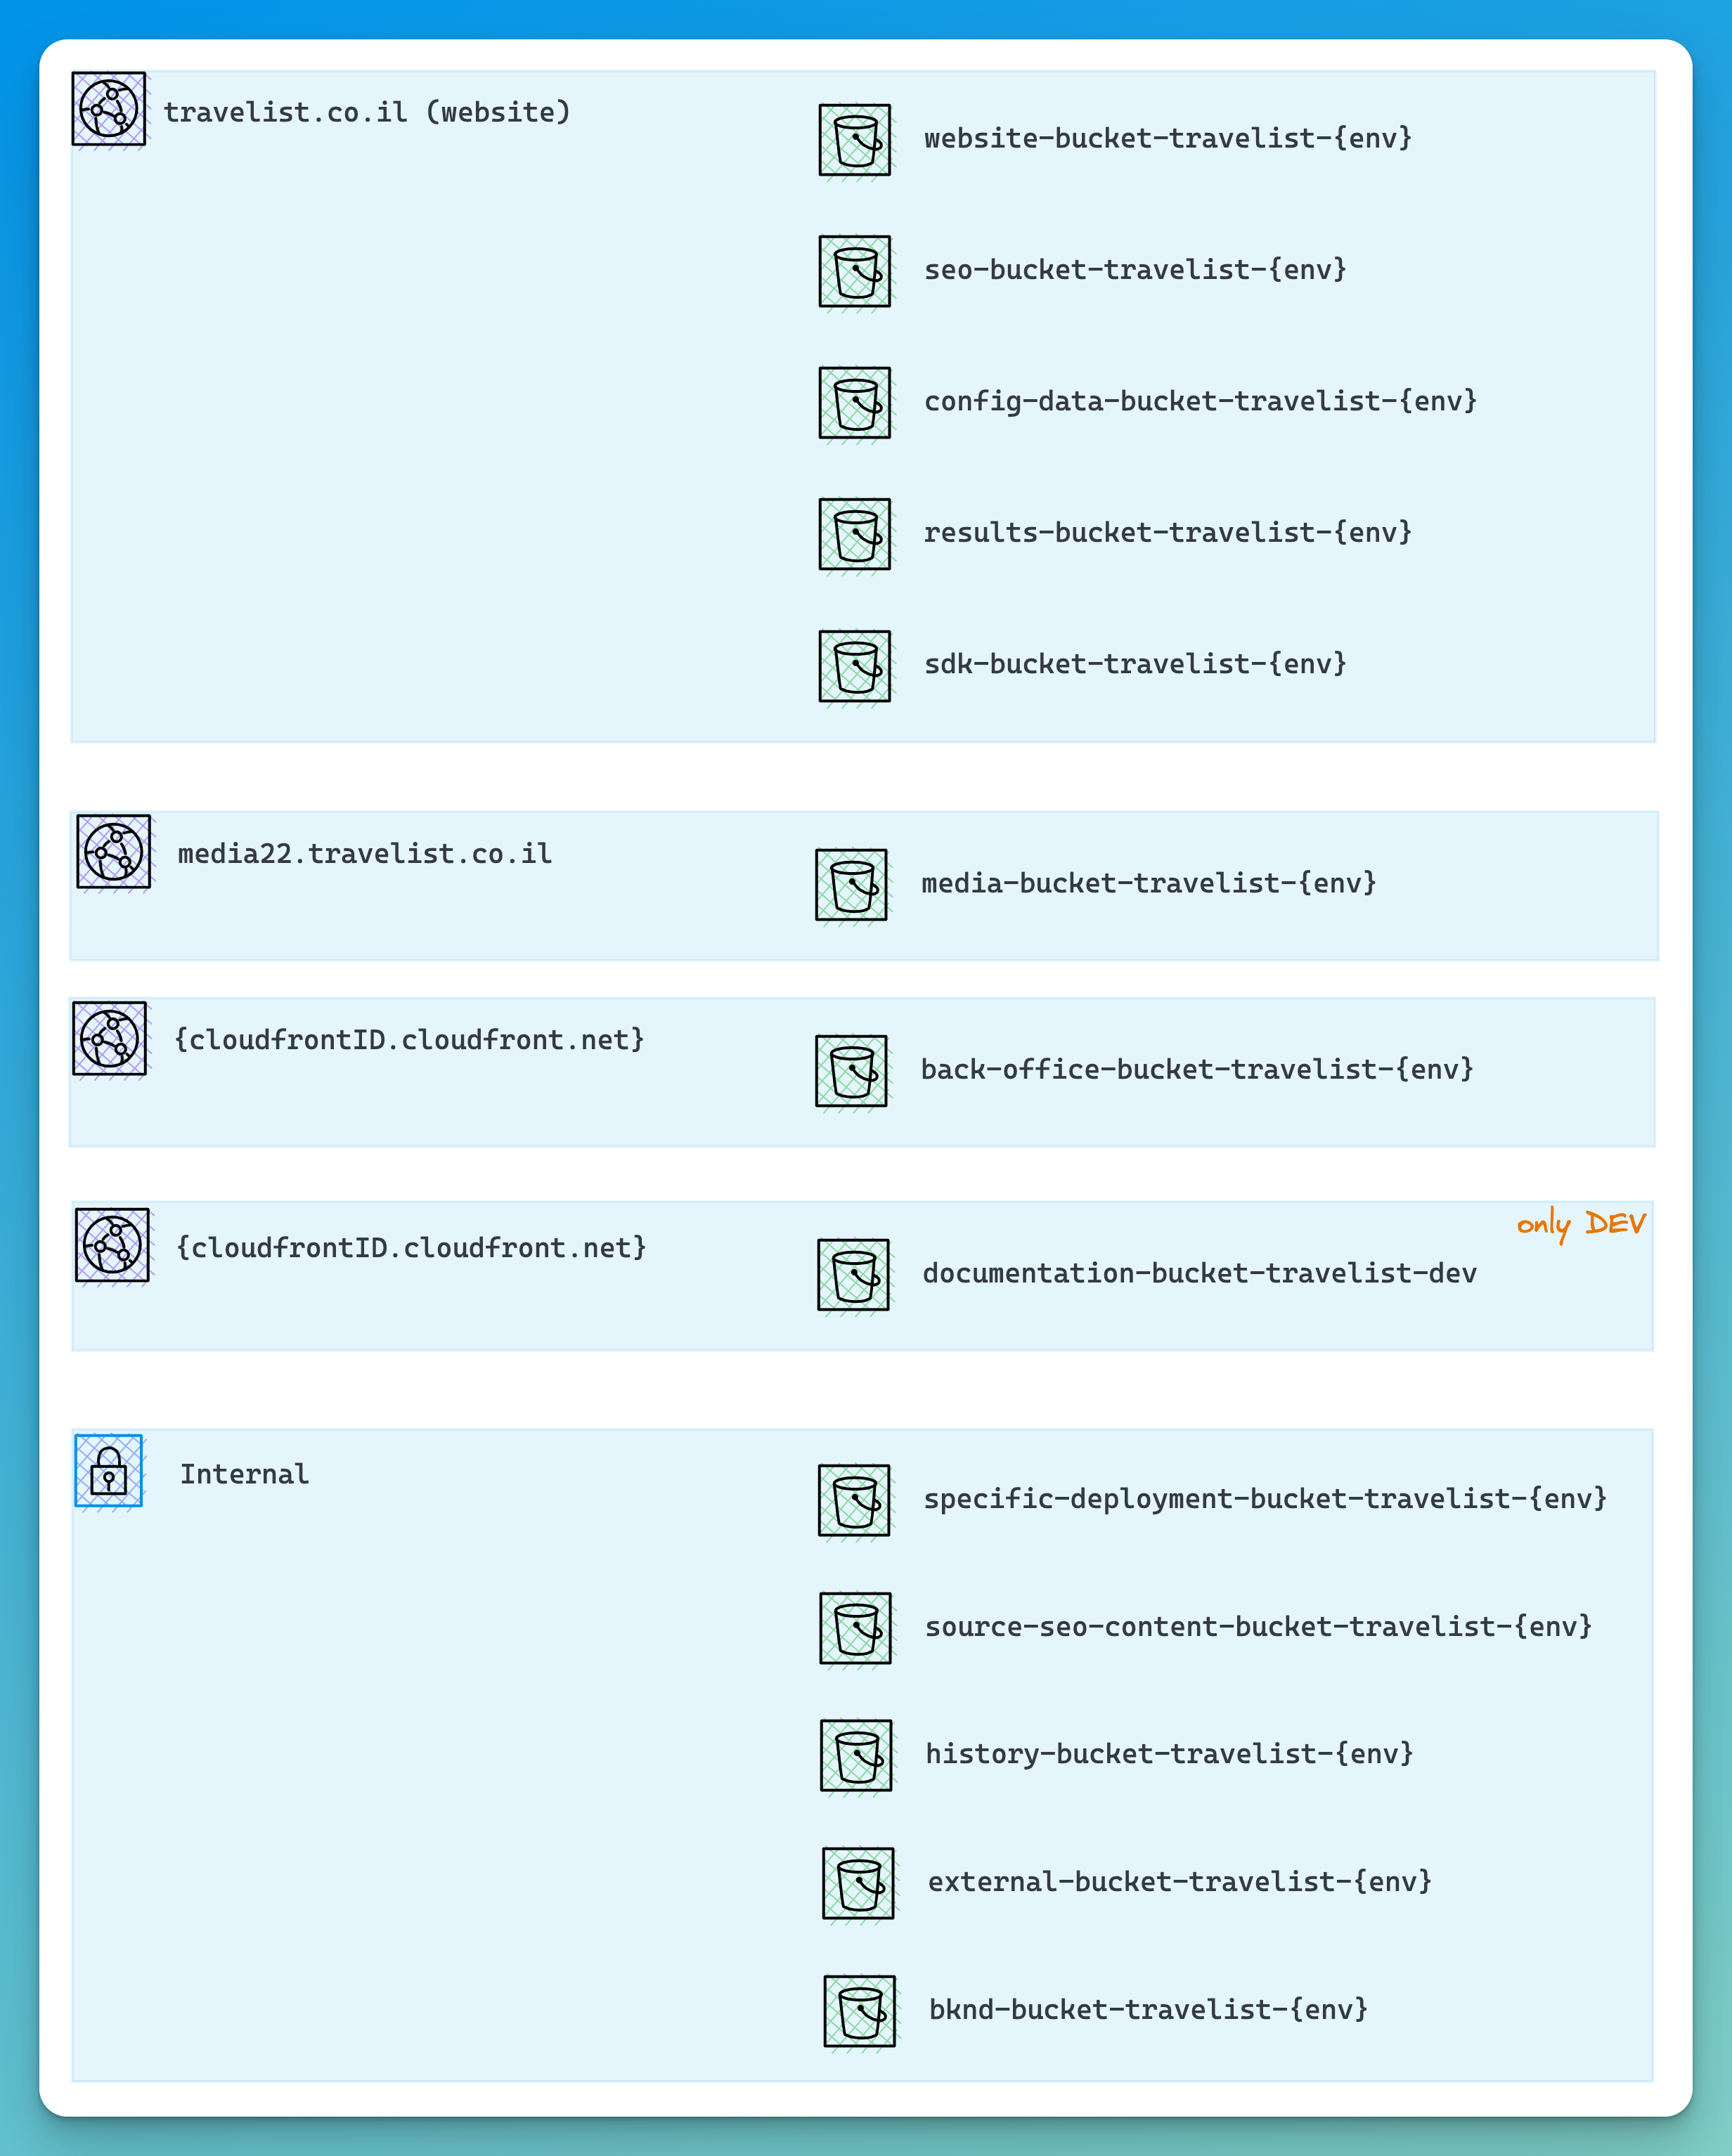 travelist.co.il (website)
website-bucket-travelist-{env}
seo-bucket-travelist-{env}
config-data-bucket-travelist-{env}
results-bucket-travelist-{env}
sdk-bucket-travelist-{env}
media22.travelist.co.il
media-bucket-travelist-{env}
{cloudfrontID.cloudfront.net}
back-office-bucket-travelist-{env}
only DEV
{cloudfrontID.cloudfront.net}
documentation-bucket-travelist-dev
Internal
specific-deployment-bucket-travelist-{env}
source-seo-content-bucket-travelist-{env}
history-bucket-travelist-{env}
external-bucket-travelist-{env}
bknd-bucket-travelist-{env}